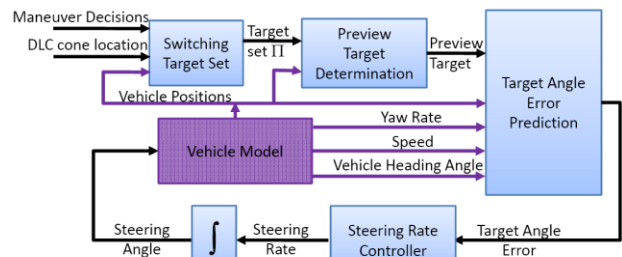 Maneuver Decisions
DLC cone location
Switching
Target Set
Target
set Π
Preview
Target
Determination
Preview
Target
Target Angle
Error
Prediction
Vehicle Positions
Yaw Rate
Speed
Vehicle Heading Angle
Vehicle Model
Steering
Angle
∫
Steering
Rate
Steering Rate
Controller
Target Angle
Error